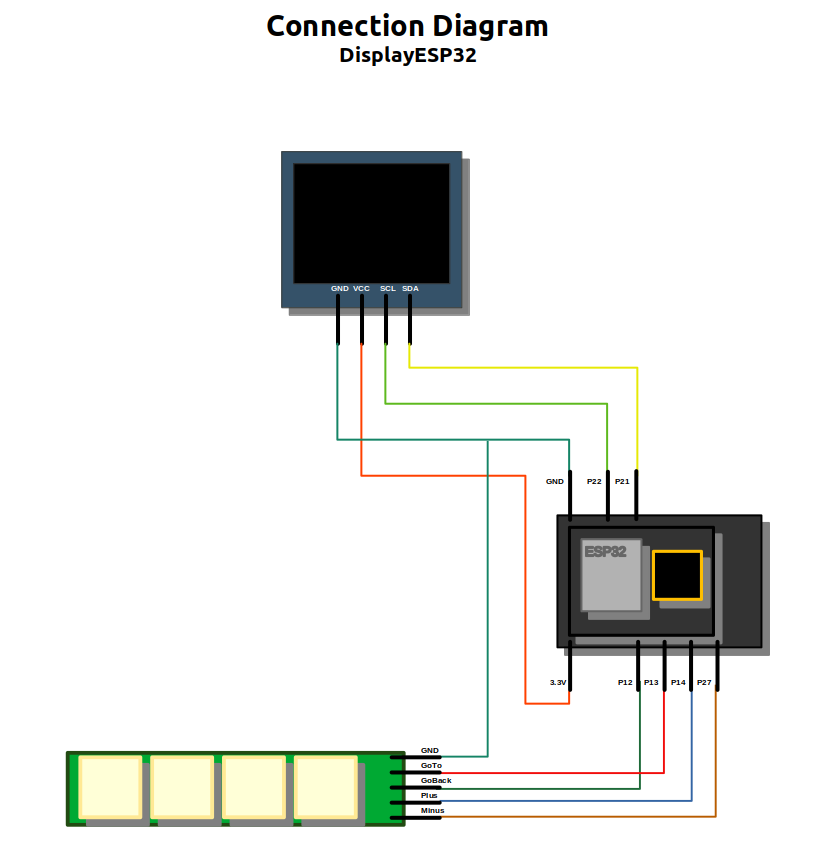 Connection Diagram
DisplayESP32
GND VCC SCL SDA
GND P22 P21
ESP32
3.3V P12 P13 P14 P27
GND
GoTo
GoBack
Plus
Minus